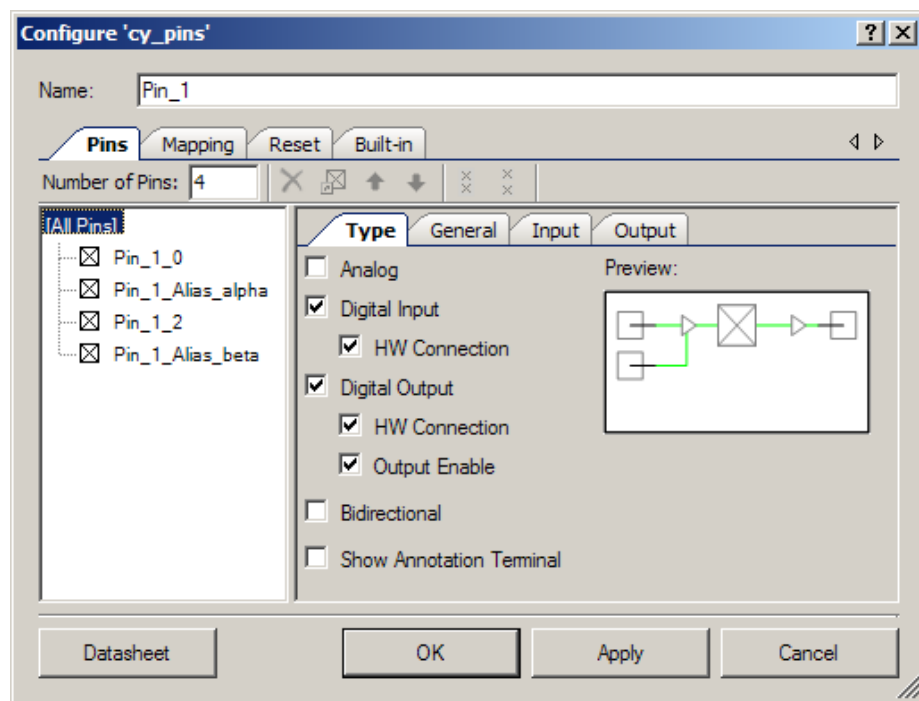 Configure 'cy_pins'
Name: Pin_1
Pins Mapping Reset Built-in
Number of Pins: 4
[All Pins]
Pin_1_0
Pin_1_Alias_alpha
Pin_1_2
Pin_1_Alias_beta
Type General Input Output
Analog
Preview:
Digital Input
HW Connection
Digital Output
HW Connection
Output Enable
Bidirectional
Show Annotation Terminal
Datasheet OK Apply Cancel